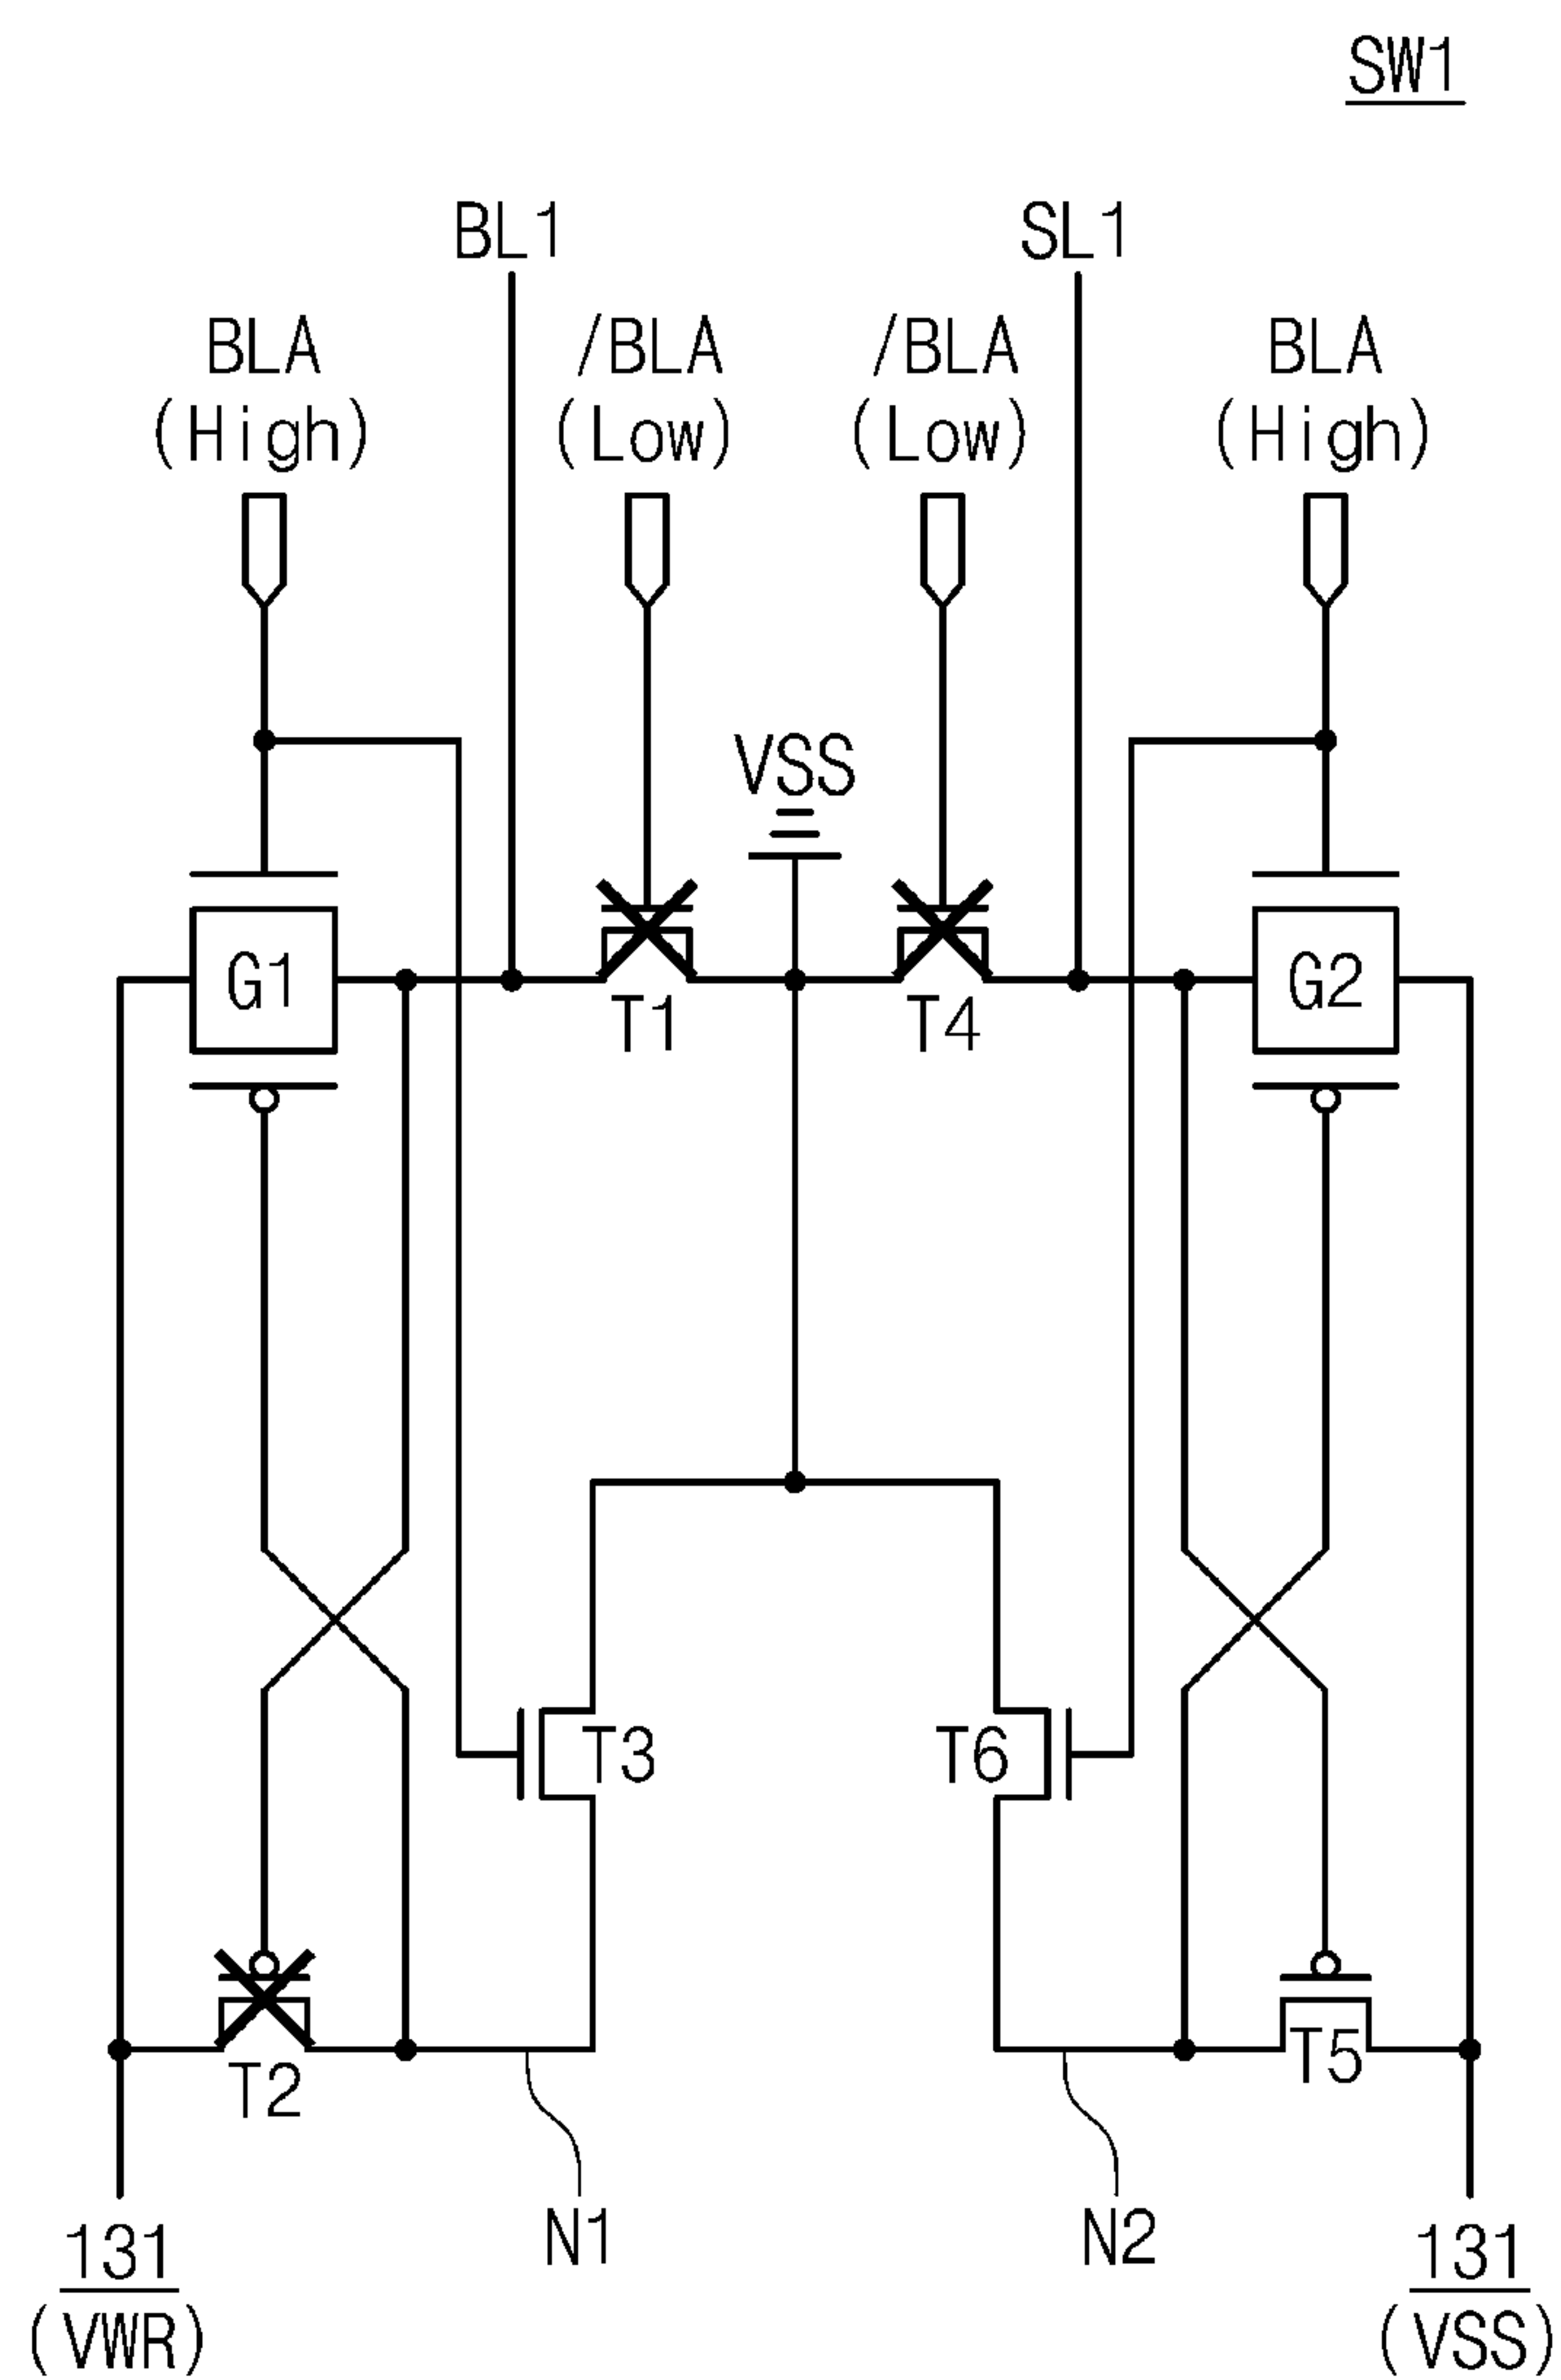 SW1
BL1 SL1
BLA /BLA /BLA BLA
(High) (Low) (Low) (High)
VSS
G1 G2
T1 T4
T3 T6
T5
T2
N1 N2
131 131
(VWR) (VSS)